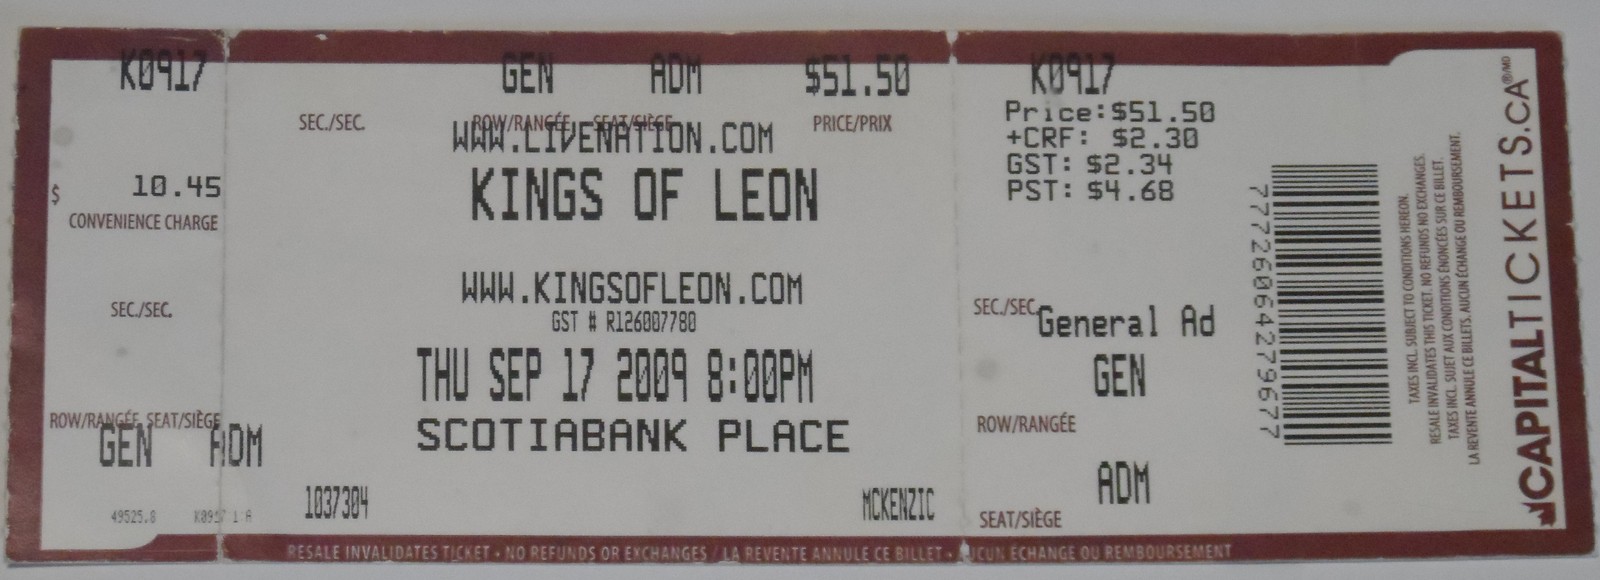 K0917
$ 10.45
CONVENIENCE CHARGE
SEC./SEC.
ROW/RANGÉE SEAT/SIÈGE
GEN ADM
49525.8
GEN ADM $51.50
SEC./SEC. ROW/RANGÉE SEAT/SIÈGE PRICE/PRIX
WWW.LIVENATION.COM
KINGS OF LEON
WWW.KINGSOFLEON.COM
GST # R126007780
THU SEP 17 2009 8:00PM
SCOTIABANK PLACE
1037304 MCKENZIC
RESALE INVALIDATES TICKET • NO REFUNDS OR EXCHANGES / LA REVENTE ANNULE CE BILLET • AUCUN ÉCHANGE OU REMBOURSEMENT
K0917
Price:$51.50
+CRF: $2.30
GST: $2.34
PST: $4.68
SEC./SEC.
General Ad
GEN
ROW/RANGÉE
ADM
SEAT/SIÈGE
77726064279677
TAXES INCL. SUBJECT TO CONDITIONS HEREON.
RESALE INVALIDATES THIS TICKET. NO REFUNDS NO EXCHANGES.
TAXES INCL. SUJET AUX CONDITIONS ÉNONCÉES SUR CE BILLET.
LA REVENTE ANNULE CE BILLETS. AUCUN ÉCHANGE OU REMBOURSEMENT.
CAPITALTICKETS.CA®/MD